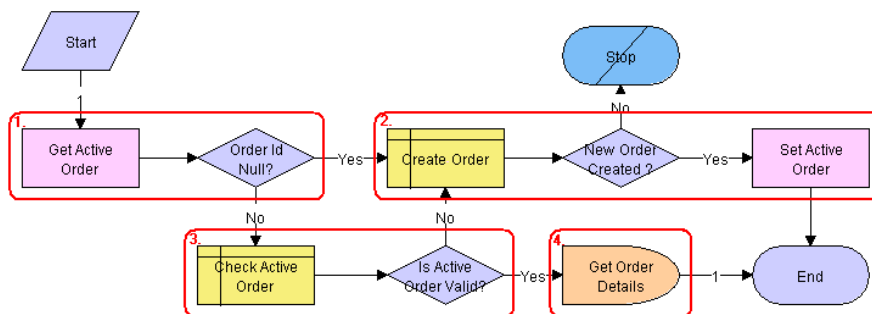 Start
Stop
1
No
1.
2.
Get Active
Order
Order Id
Null?
Yes
Create Order
New Order
Created ?
Yes
Set Active
Order
No
No
3.
4.
Check Active
Order
Is Active
Order Valid?
Yes
Get Order
Details
1
End